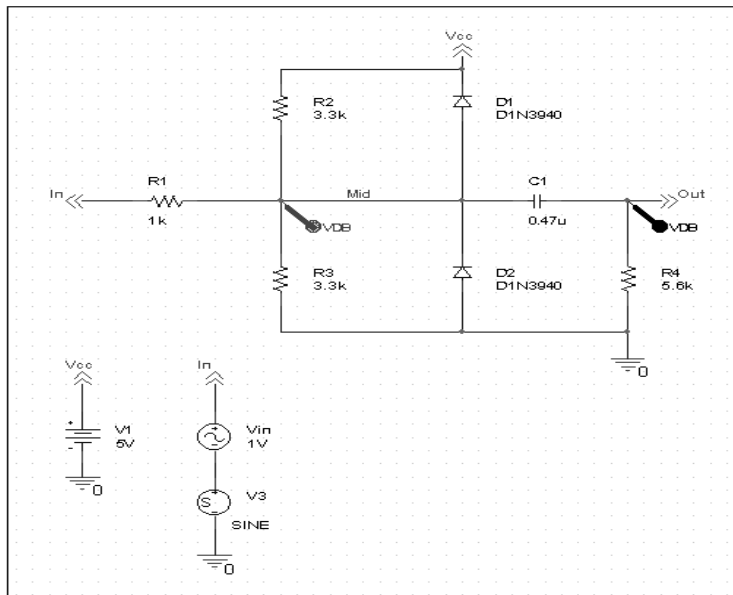 Vcc
R2
3.3k
D1
D1N3940
In
R1
1k
Mid
C1
0.47u
Out
VDB
VDB
R3
3.3k
D2
D1N3940
R4
5.6k
0
Vcc
In
+
V1
5V
-
0
+
Vin
1V
-
+
S
V3
-
SINE
0